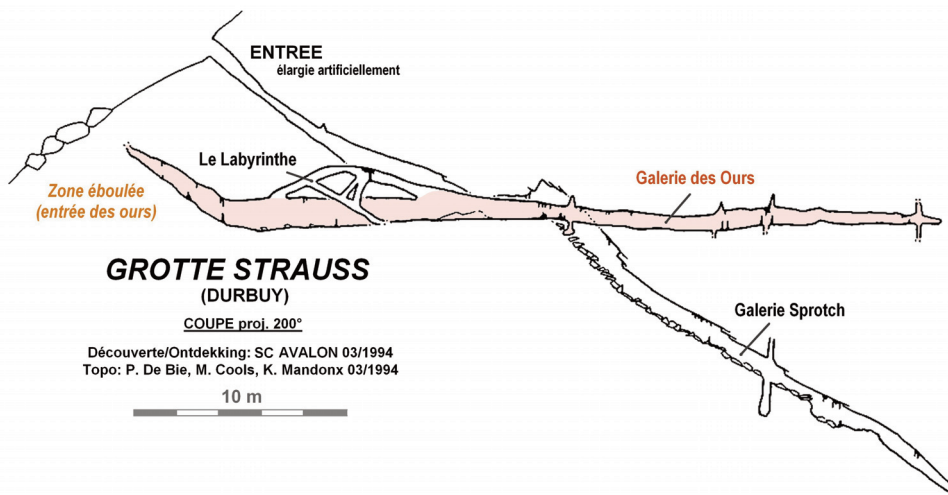 ENTREE
élargie artificiellement
Le Labyrinthe
Zone éboulée
(entrée des ours)
Galerie des Ours
GROTTE STRAUSS
(DURBUY)
COUPE proj. 200°
Découverte/Ontdekking: SC AVALON 03/1994
Topo: P. De Bie, M. Cools, K. Mandonx 03/1994
10 m
Galerie Sprotch